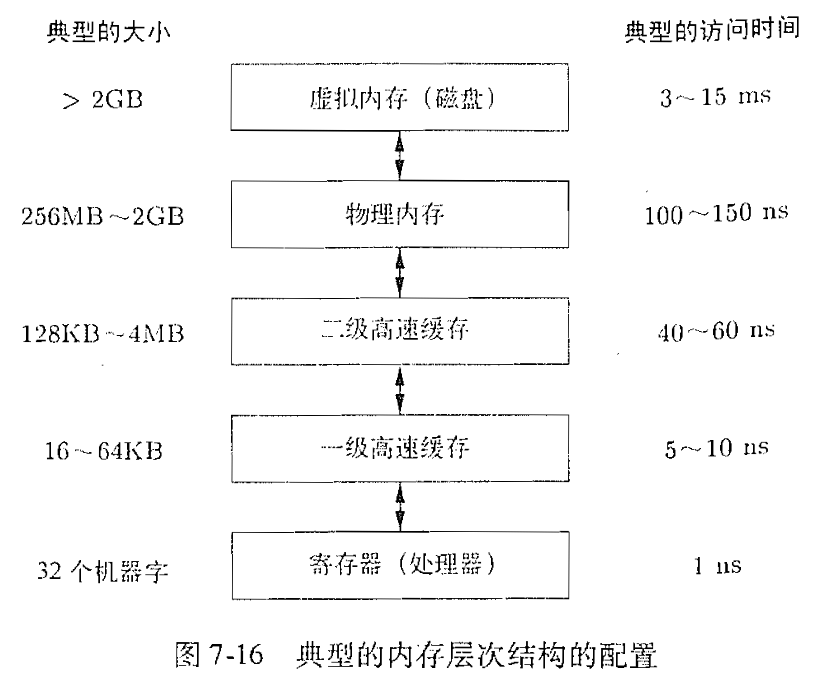 典型的大小 典型的访问时间
> 2GB 虚拟内存（磁盘） 3～15 ms
256MB～2GB 物理内存 100～150 ns
128KB～4MB 二级高速缓存 40～60 ns
16～64KB 一级高速缓存 5～10 ns
32 个机器字 寄存器（处理器） 1 ns
图 7-16 典型的内存层次结构的配置